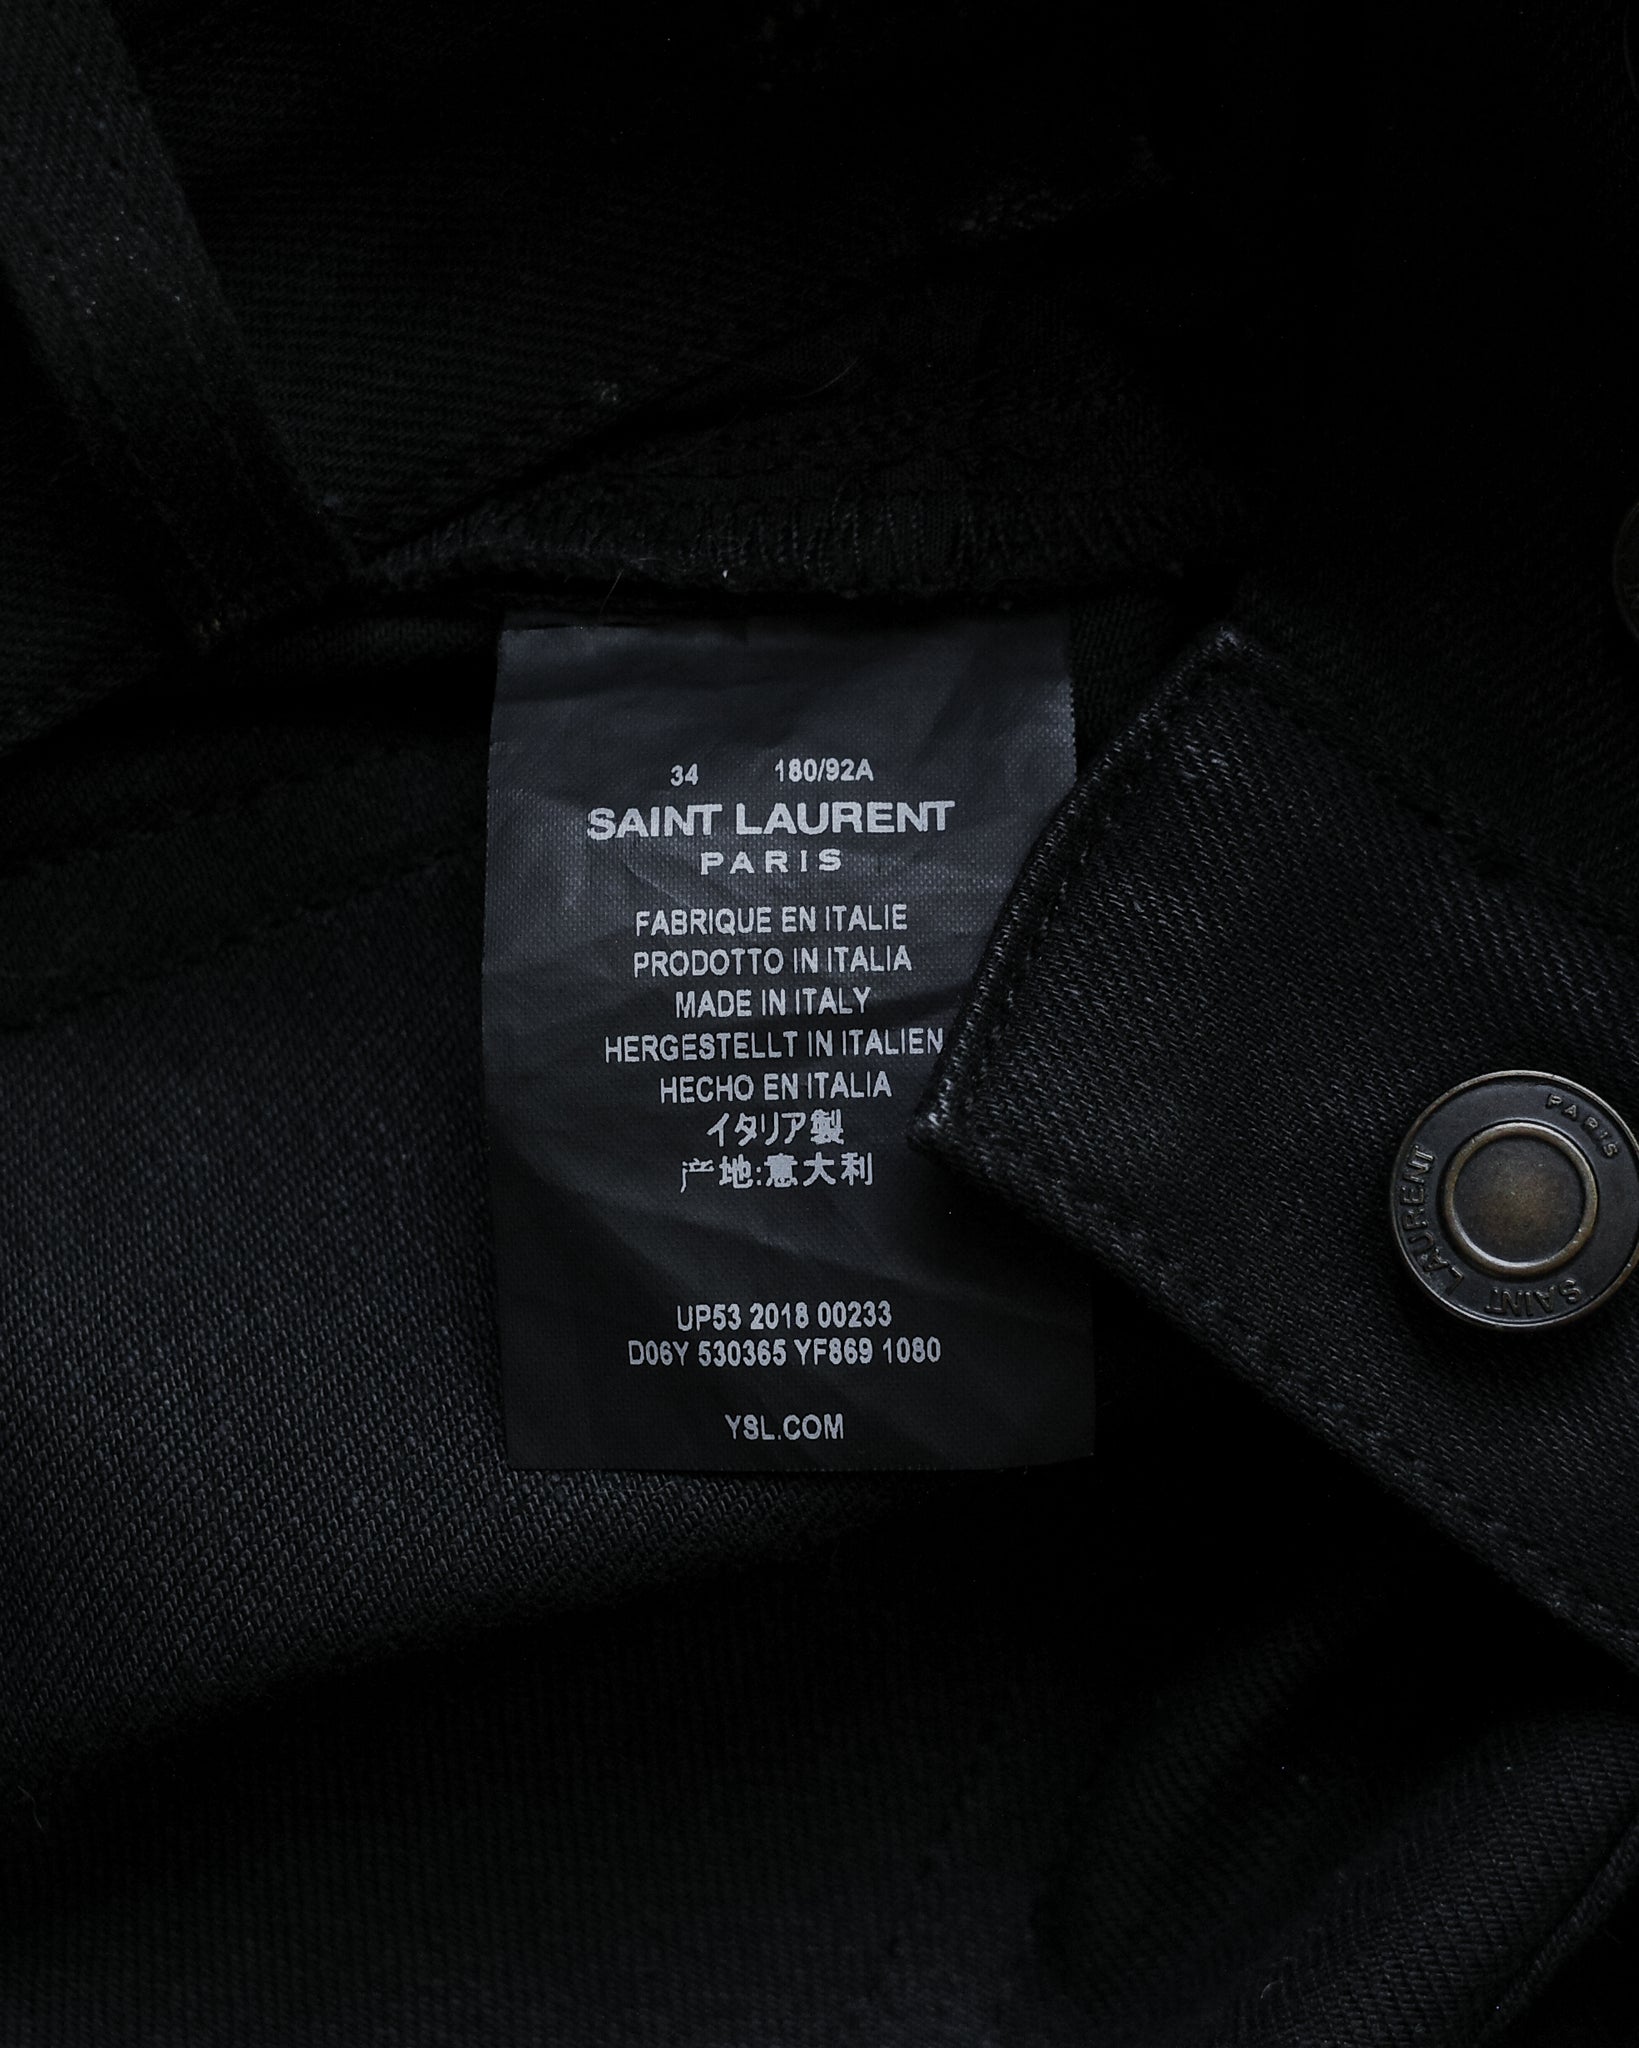 34 180/92A
SAINT LAURENT
PARIS
FABRIQUE EN ITALIE
PRODOTTO IN ITALIA
MADE IN ITALY
HERGESTELLT IN ITALIEN
HECHO EN ITALIA
イタリア製
产地:意大利
UP53 2018 00233
D06Y 530365 YF869 1080
YSL.COM
SAINT LAURENT
PARIS